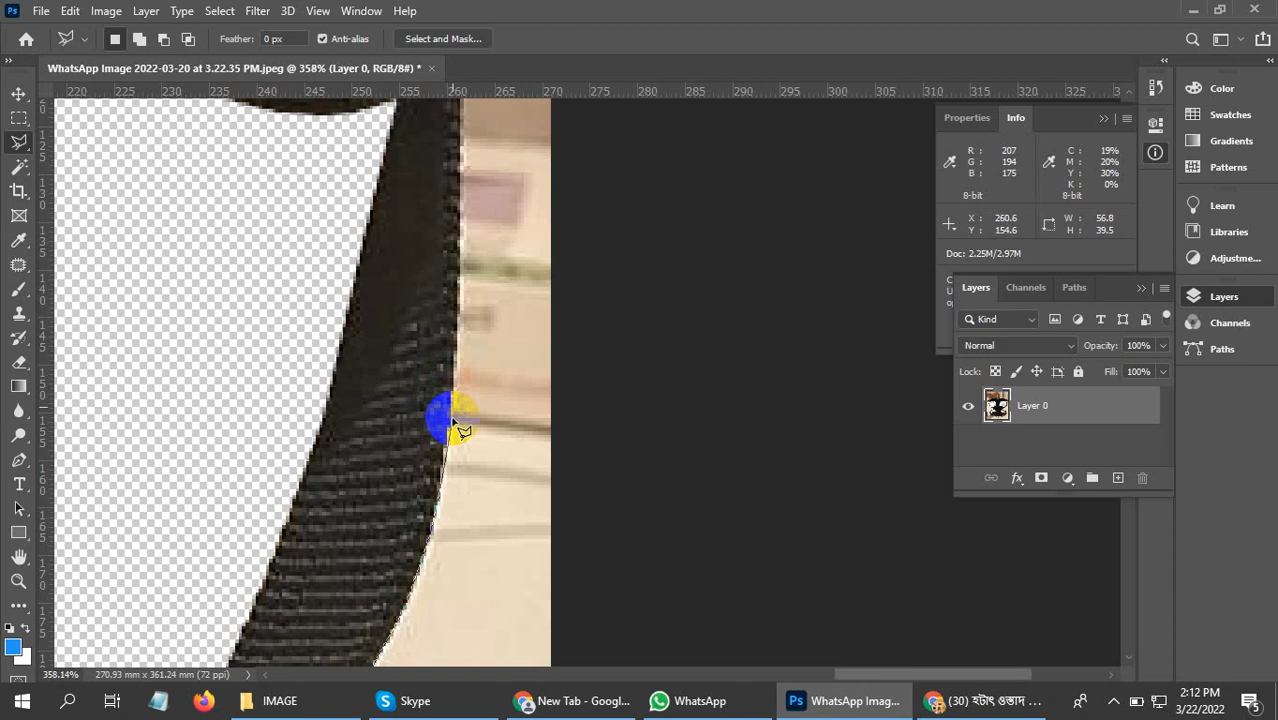 Ps File Edit Image Layer Type Select Filter 3D View Window Help
Feather: 0 px Anti-alias Select and Mask...
WhatsApp Image 2022-03-20 at 3.22.35 PM.jpeg @ 358% (Layer 0, RGB/8#) * ×
220 225 230 235 240 245 250 255 260 265 270 275 280 285 290 295 300 305 310 315 320 325
Properties Info
R: 207 C: 19%
G: 194 M: 20%
B: 175 Y: 30%
K: 0%
8-bit 8-bit
X: 260.6 W: 56.8
Y: 154.6 H: 39.5
Doc: 2.25M/2.97M
Layers Channels Paths
Kind
Normal Opacity: 100%
Lock: Fill: 100%
Layer 0
fx
Color
Swatches
Gradients
Patterns
Learn
Libraries
Adjustme...
Layers
Channels
Paths
358.14% 270.93 mm x 361.24 mm (72 ppi)
IMAGE Skype New Tab - Googl... WhatsApp WhatsApp Imag... (30) হটাৎ ওস্তাদ ...
2:12 PM
3/22/2022
5